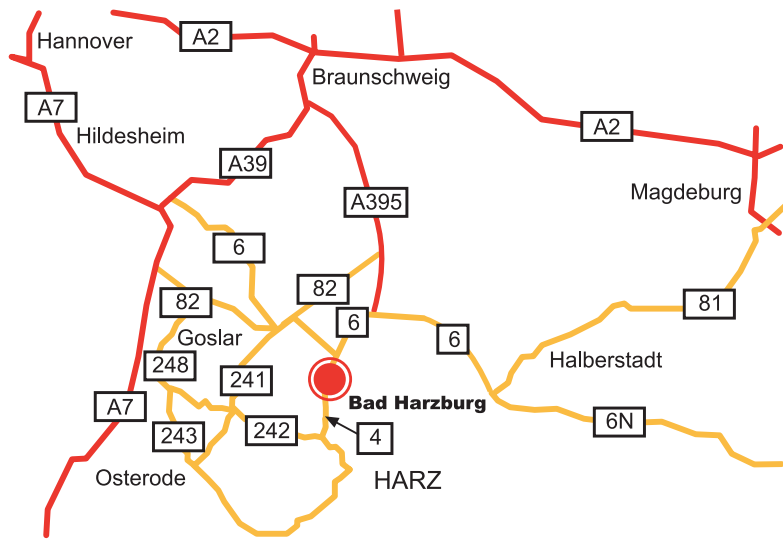 Hannover
A2
Braunschweig
A7
Hildesheim
A2
A39
Magdeburg
A395
6
82
82
6
6
81
Goslar
Halberstadt
248
241
Bad Harzburg
A7
243
242
4
6N
Osterode
HARZ